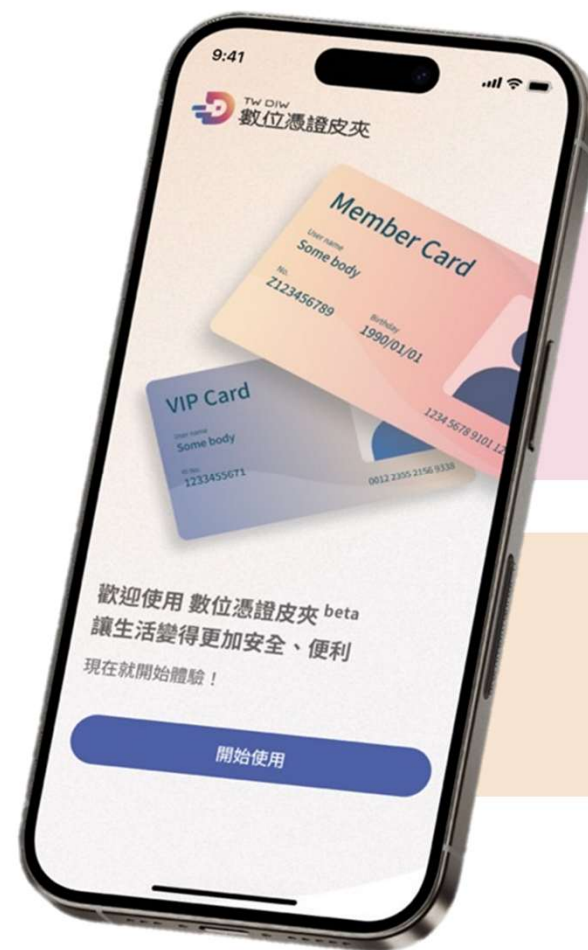 9:41
TW DIW
數位憑證皮夾
Member Card
User name
Some body
No.
Z123456789
Birthday
1990/01/01
1234 5678 9101 12
VIP Card
User name
Some body
ID No.
1233455671
0012 2355 2156 9338
歡迎使用 數位憑證皮夾 beta
讓生活變得更加安全、便利
現在就開始體驗！
開始使用